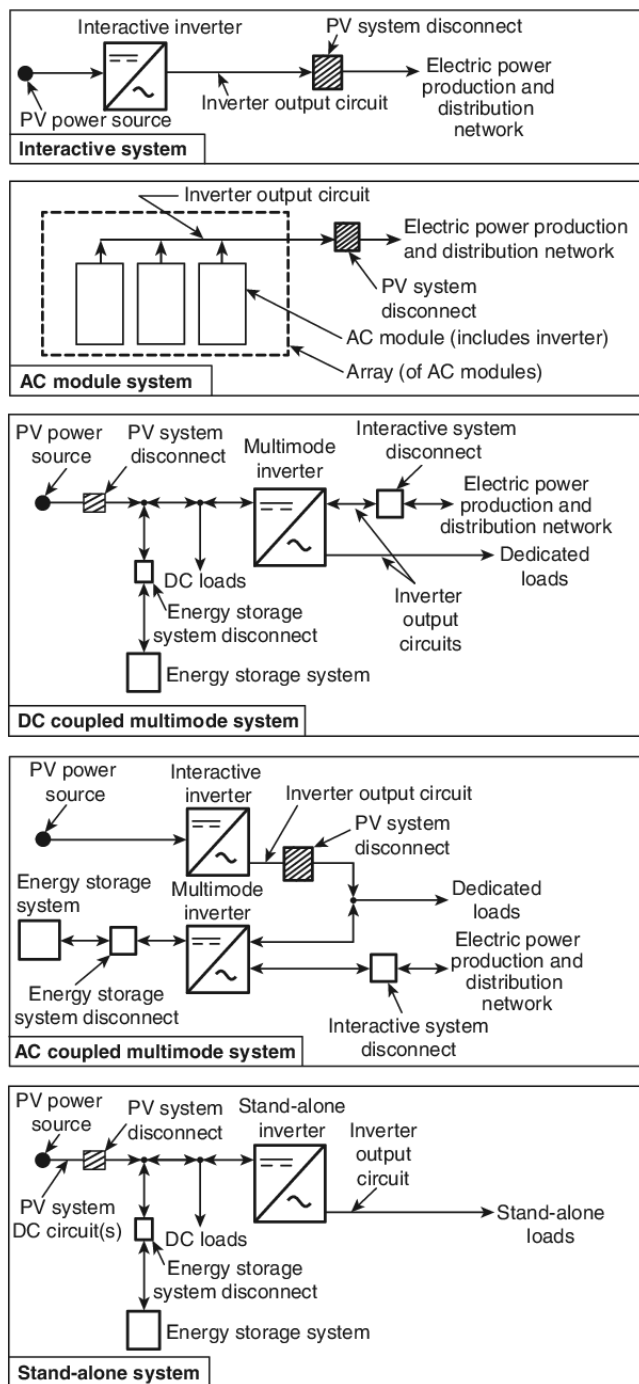 Interactive inverter
PV system disconnect
PV power source
Inverter output circuit
Electric power
production and
distribution
network
Interactive system
Inverter output circuit
Electric power production
and distribution network
PV system
disconnect
AC module (includes inverter)
Array (of AC modules)
AC module system
PV power
source
PV system
disconnect
Multimode
inverter
Interactive system
disconnect
Electric power
production and
distribution network
Dedicated
loads
DC loads
Energy storage
system disconnect
Inverter
output
circuits
Energy storage system
DC coupled multimode system
PV power
source
Interactive
inverter
Inverter output circuit
PV system
disconnect
Energy storage
system
Multimode
inverter
Dedicated
loads
Energy storage
system disconnect
Electric power
production and
distribution
network
Interactive system
disconnect
AC coupled multimode system
PV power
source
PV system
disconnect
Stand-alone
inverter
Inverter
output
circuit
PV system
DC circuit(s)
DC loads
Stand-alone
loads
Energy storage
system disconnect
Energy storage system
Stand-alone system